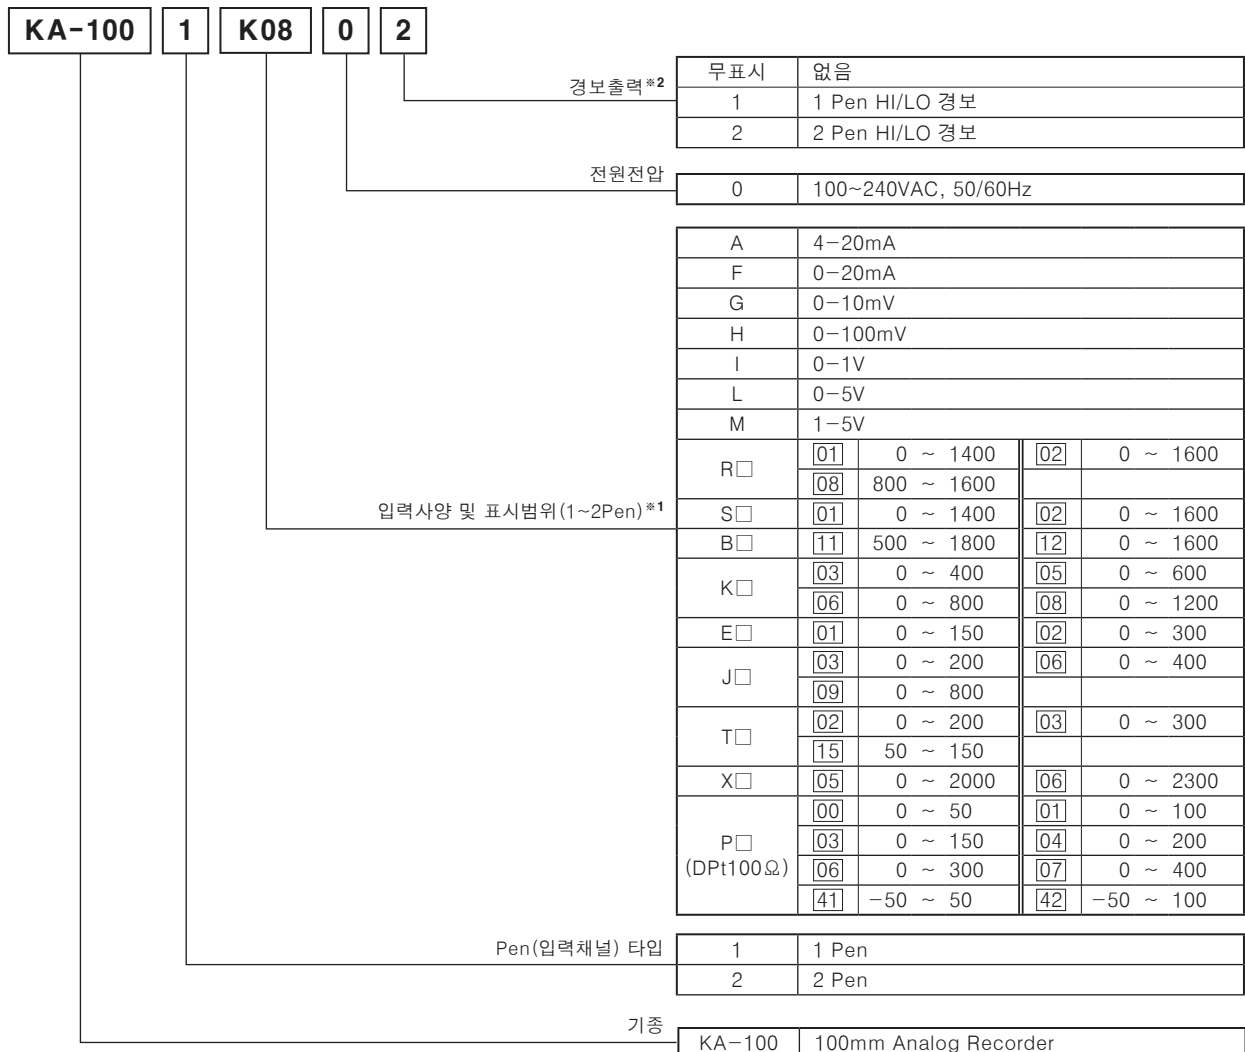 KA-100 1 K08 0 2
경보출력※2
무표시 없음
1 1 Pen HI/LO 경보
2 2 Pen HI/LO 경보
전원전압
0 100~240VAC, 50/60Hz
입력사양 및 표시범위(1~2Pen)※1
A 4-20mA
F 0-20mA
G 0-10mV
H 0-100mV
I 0-1V
L 0-5V
M 1-5V
R□ 01 0 ~ 1400 02 0 ~ 1600
08 800 ~ 1600
S□ 01 0 ~ 1400 02 0 ~ 1600
B□ 11 500 ~ 1800 12 0 ~ 1600
K□ 03 0 ~ 400 05 0 ~ 600
06 0 ~ 800 08 0 ~ 1200
E□ 01 0 ~ 150 02 0 ~ 300
J□ 03 0 ~ 200 06 0 ~ 400
09 0 ~ 800
T□ 02 0 ~ 200 03 0 ~ 300
15 50 ~ 150
X□ 05 0 ~ 2000 06 0 ~ 2300
P□ (DPt100Ω) 00 0 ~ 50 01 0 ~ 100
03 0 ~ 150 04 0 ~ 200
06 0 ~ 300 07 0 ~ 400
41 -50 ~ 50 42 -50 ~ 100
Pen(입력채널) 타입
1 1 Pen
2 2 Pen
기종
KA-100 100mm Analog Recorder